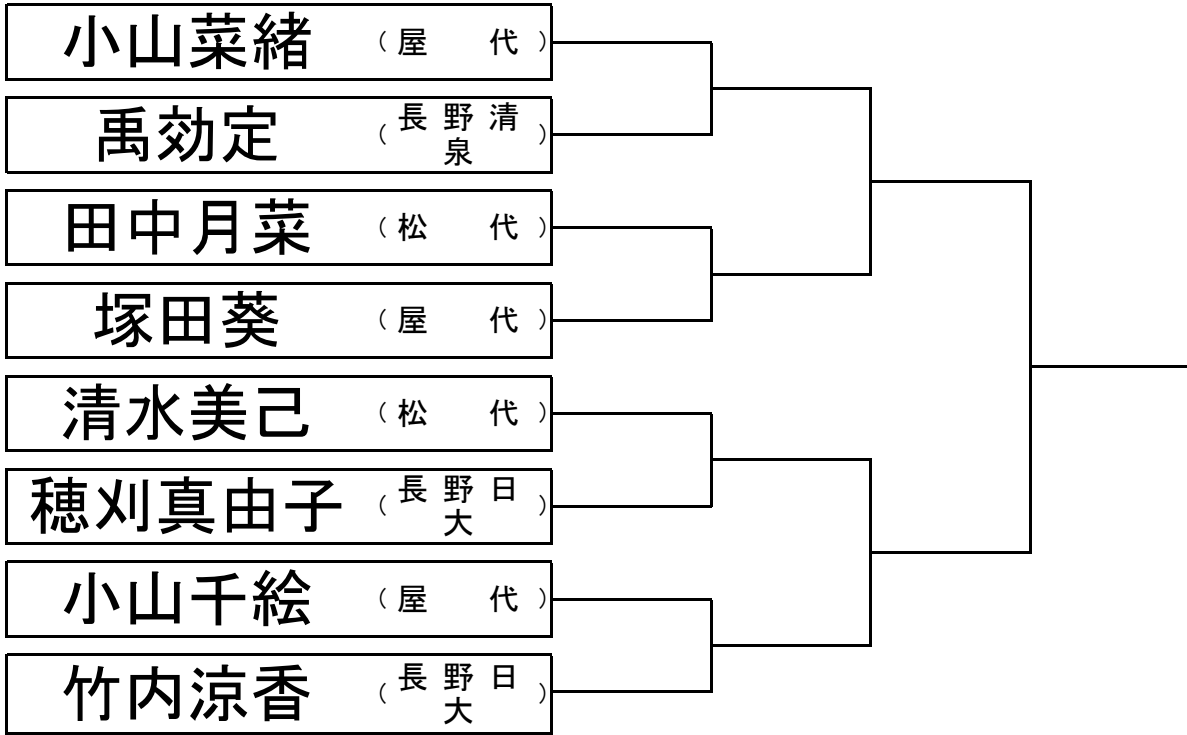 小山菜緒 （屋　代）
禹効定 （長野清
泉）
田中月菜 （松　代）
塚田葵 （屋　代）
清水美己 （松　代）
穂刈真由子 （長野日
大）
小山千絵 （屋　代）
竹内涼香 （長野日
大）